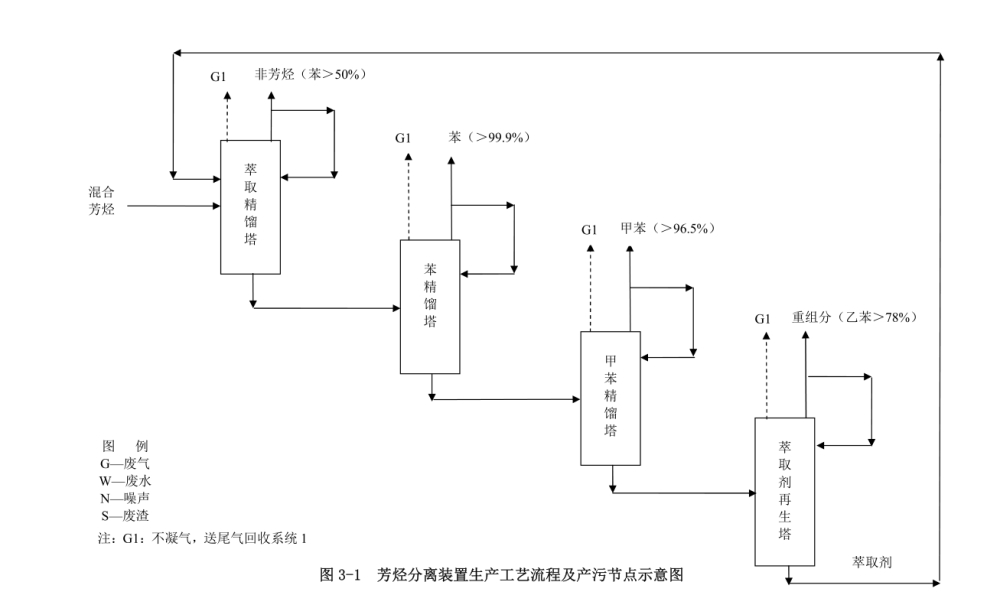 G1 非芳烃（苯＞50%）
G1 苯（＞99.9%）
混合
芳烃
萃取精馏塔
G1 甲苯（＞96.5%）
苯精馏塔
G1 重组分（乙苯＞78%）
甲苯精馏塔
萃取剂再生塔
图 例
G—废气
W—废水
N—噪声
S—废渣
注：G1：不凝气，送尾气回收系统 1
萃取剂
图 3-1 芳烃分离装置生产工艺流程及产污节点示意图